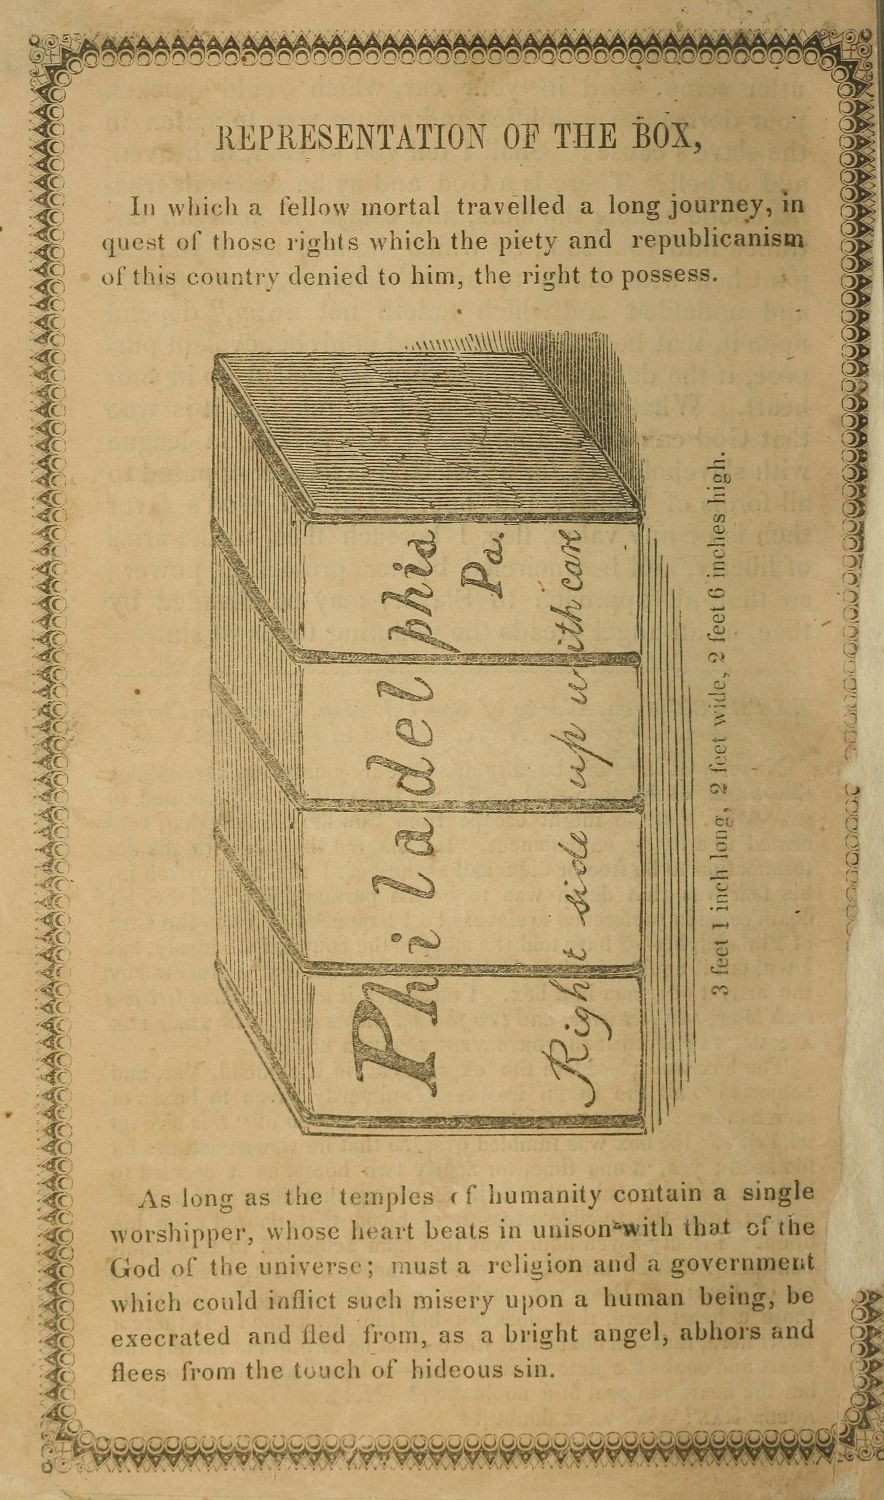 REPRESENTATION OF THE BOX,
In which a fellow mortal travelled a long journey, in
quest of those rights which the piety and republicanism
of this country denied to him, the right to possess.
Philadelphia
Pa.
Right side up with care
3 feet 1 inch long, 2 feet wide, 2 feet 6 inches high.
As long as the temples of humanity contain a single
worshipper, whose heart beats in unison with that of the
God of the universe; must a religion and a government
which could inflict such misery upon a human being, be
execrated and fled from, as a bright angel, abhors and
flees from the touch of hideous sin.